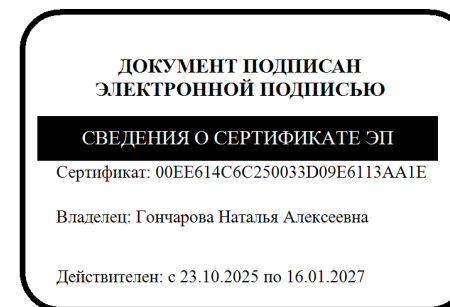 ДОКУМЕНТ ПОДПИСАН
ЭЛЕКТРОННОЙ ПОДПИСЬЮ
СВЕДЕНИЯ О СЕРТИФИКАТЕ ЭП
Сертификат: 00EE614C6C250033D09E6113AA1E
Владелец: Гончарова Наталья Алексеевна
Действителен: с 23.10.2025 по 16.01.2027